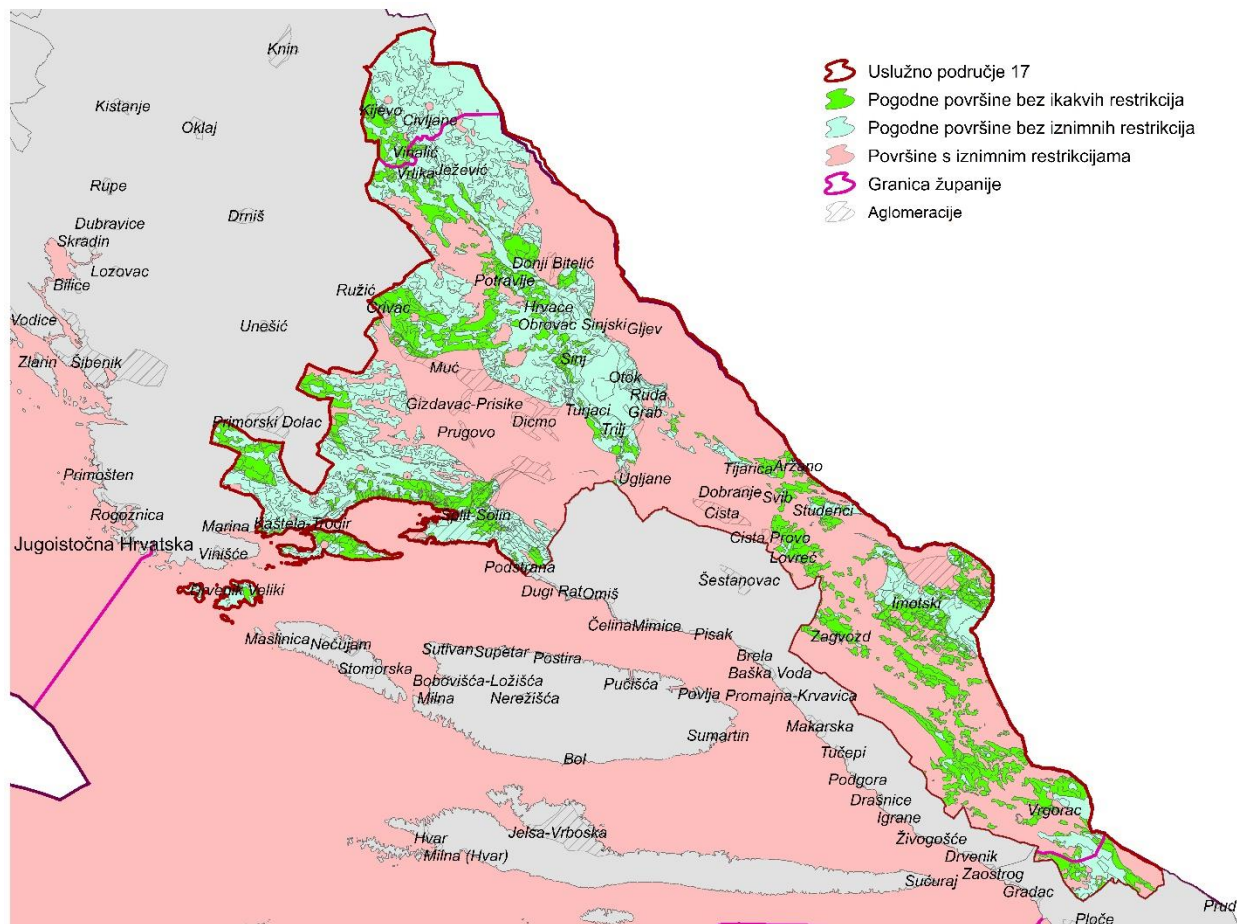 Knin
Uslužno područje 17
Pogodne površine bez ikakvih restrikcija
Kistanje
Kijevo
Civljane
Oklaj
Pogodne površine bez iznimnih restrikcija
Vinalić
Površine s iznimnim restrikcijama
Vrlika
Ježević
Rupe
Granica županije
Drniš
Aglomeracije
Dubravice
Skradin
Lozovac
Donji Bitelić
Bilice
Potravlje
Ružić
Crivac
Hrvace
Vodice
Unešić
Obrovac Sinjski
Gljev
Zlarin
Šibenik
Muć
Sinj
Otok
Ruda
Gizdavac-Prisike
Turjaci
Grab
Primorski Dolac
Dicmo
Prugovo
Trilj
Primošten
Ugljane
Tijarica
Aržano
Dobranje
Svib
Rogoznica
Marina
Kaštela-Trogir
Split-Solin
Cista
Studenci
Jugoistočna Hrvatska
Vinišće
Cista Provo
Lovreč
Podstrana
Šestanovac
Drvenik Veliki
Dugi Rat
Omiš
Imotski
Čelina
Mimice
Pisak
Zagvozd
Maslinica
Nečujam
Sutivan
Supetar
Postira
Brela
Stomorska
Baška Voda
Bobovišća-Ložišća
Pučišća
Milna
Nerežišća
Povlja
Promajna-Krvavica
Makarska
Sumartin
Tučepi
Bol
Podgora
Drašnice
Vrgorac
Igrane
Jelsa-Vrboska
Hvar
Živogošće
Milna (Hvar)
Drvenik
Zaostrog
Sućuraj
Gradac
Prud
Ploče